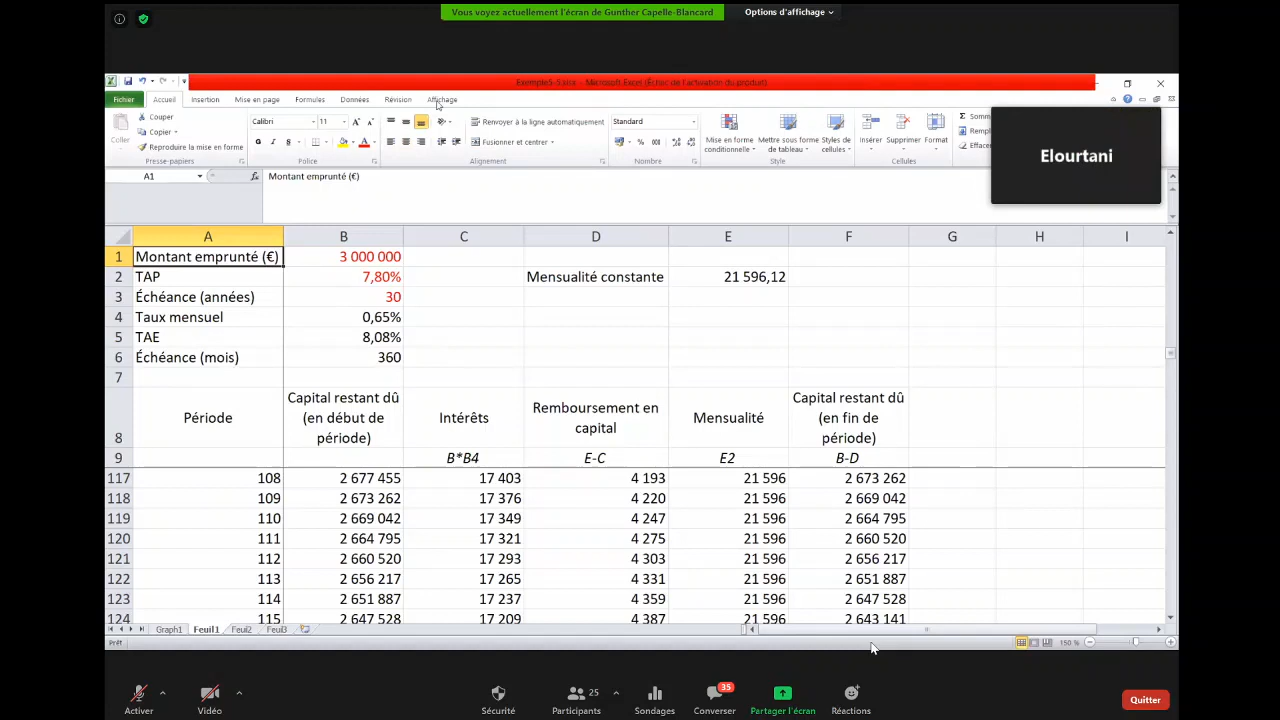 Vous voyez actuellement l'écran de Gunther Capelle-Blancard Options d'affichage
Exemple5-5.xlsx - Microsoft Excel (Échec de l'activation du produit)
Fichier Accueil Insertion Mise en page Formules Données Révision Affichage
Coller
Couper
Copier
Reproduire la mise en forme
Presse-papiers
Calibri 11
G I S
Police
Renvoyer à la ligne automatiquement
Fusionner et centrer
Alignement
Standard
% 000
Nombre
Mise en forme conditionnelle
Mettre sous forme de tableau
Styles de cellules
Style
Insérer Supprimer Format
Cellules
Elourtani
A1 fx Montant emprunté (€)
A B C D E F G H I
1 Montant emprunté (€) 3 000 000
2 TAP 7,80% Mensualité constante 21 596,12
3 Échéance (années) 30
4 Taux mensuel 0,65%
5 TAE 8,08%
6 Échéance (mois) 360
7
8 Période Capital restant dû (en début de période) Intérêts Remboursement en capital Mensualité Capital restant dû (en fin de période)
9 B*B4 E-C E2 B-D
117 108 2 677 455 17 403 4 193 21 596 2 673 262
118 109 2 673 262 17 376 4 220 21 596 2 669 042
119 110 2 669 042 17 349 4 247 21 596 2 664 795
120 111 2 664 795 17 321 4 275 21 596 2 660 520
121 112 2 660 520 17 293 4 303 21 596 2 656 217
122 113 2 656 217 17 265 4 331 21 596 2 651 887
123 114 2 651 887 17 237 4 359 21 596 2 647 528
124 115 2 647 528 17 209 4 387 21 596 2 643 141
Graph1 Feuil1 Feuil2 Feuil3
Prêt 150 %
Activer Vidéo Sécurité Participants 25 Sondages Converser 35 Partager l'écran Réactions Quitter